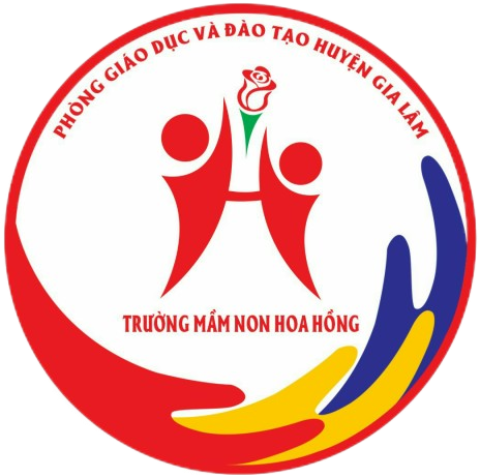 PHÒNG GIÁO DỤC VÀ ĐÀO TẠO HUYỆN GIA LÂM
TRƯỜNG MẦM NON HOA HỒNG